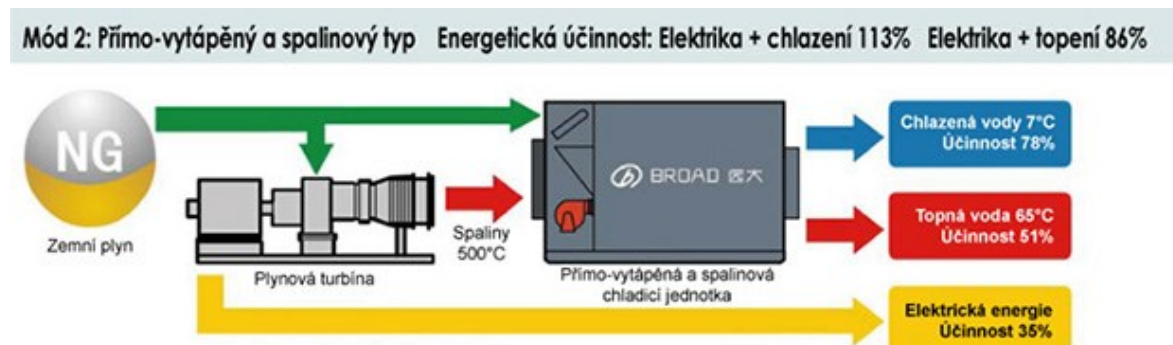 Mód 2: Přímo-vytápěný a spalinový typ Energetická účinnost: Elektrika + chlazení 113% Elektrika + topení 86%
NG
Zemní plyn
Plynová turbína
Spaliny
500°C
BROAD 远大
Přímo-vytápěná a spalinová
chladicí jednotka
Chlazená vody 7°C
Účinnost 78%
Topná voda 65°C
Účinnost 51%
Elektrická energie
Účinnost 35%